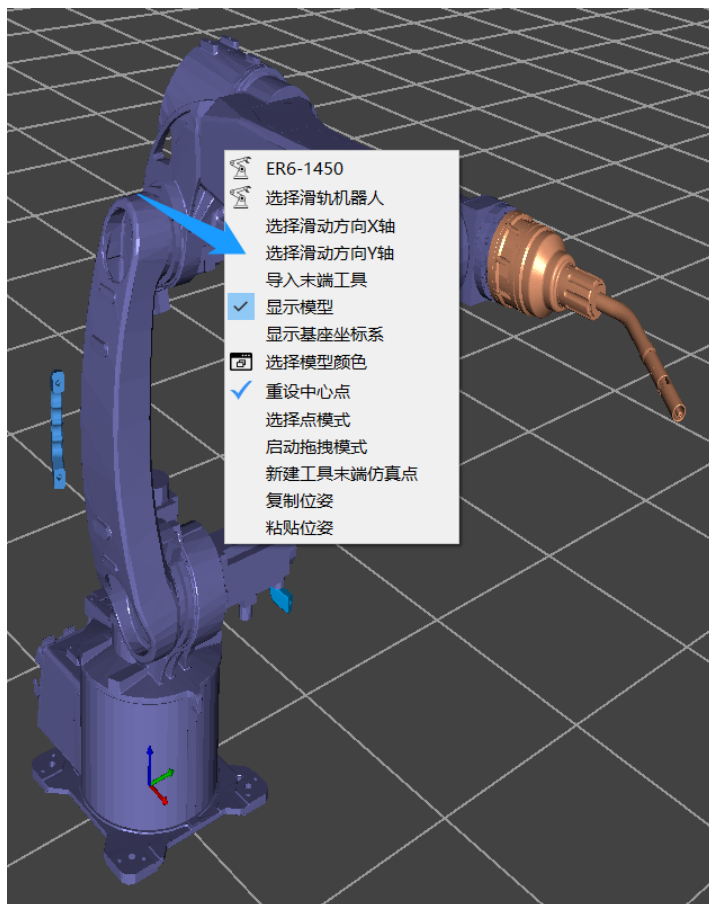 ER6-1450
选择滑轨机器人
选择滑动方向X轴
选择滑动方向Y轴
导入末端工具
显示模型
显示基座坐标系
选择模型颜色
重设中心点
选择点模式
启动拖拽模式
新建工具末端仿真点
复制位姿
粘贴位姿